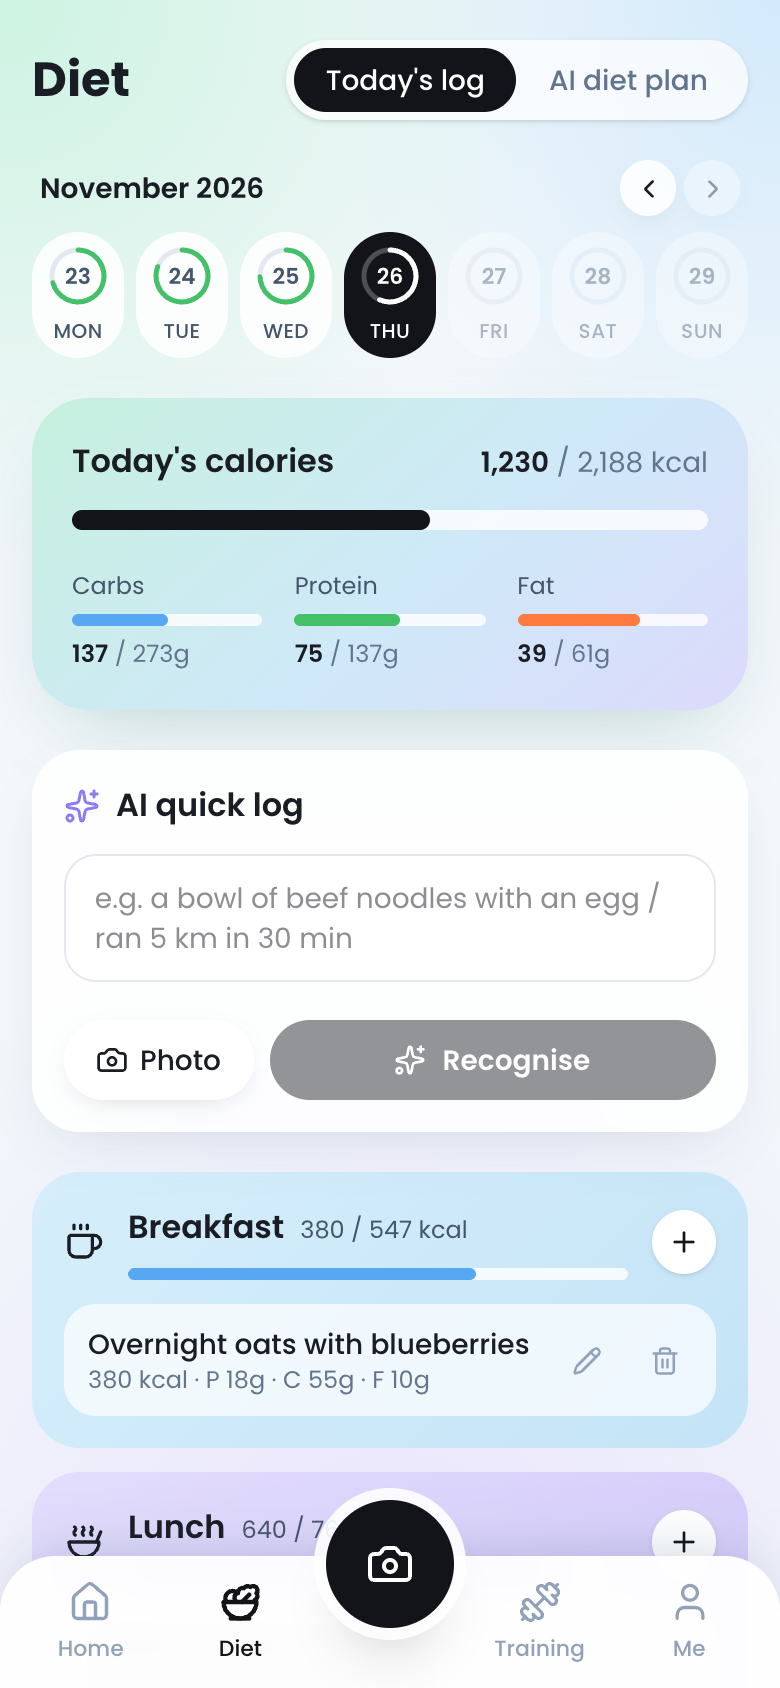 Diet
Today's log
AI diet plan
November 2026
23
MON
24
TUE
25
WED
26
THU
27
FRI
28
SAT
29
SUN
Today's calories
1,230 / 2,188 kcal
Carbs
137 / 273g
Protein
75 / 137g
Fat
39 / 61g
AI quick log
e.g. a bowl of beef noodles with an egg /
ran 5 km in 30 min
Photo
Recognise
Breakfast 380 / 547 kcal
Overnight oats with blueberries
380 kcal · P 18g · C 55g · F 10g
Lunch 640 /
Home
Diet
Training
Me